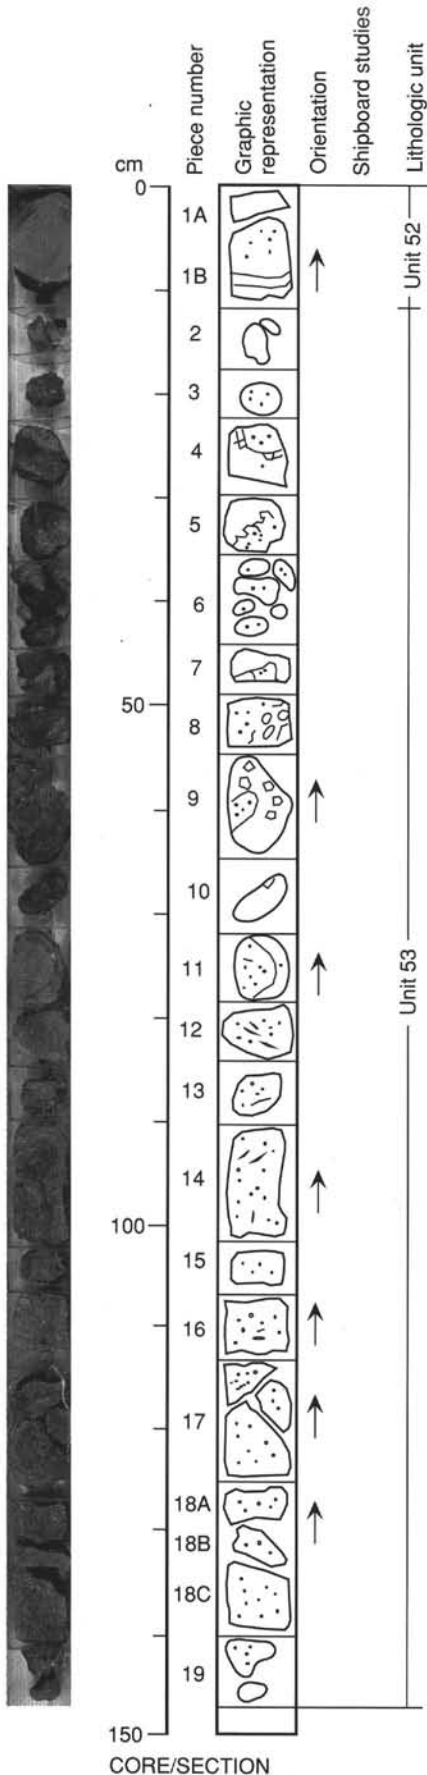 cm
Piece number
Graphic representation
Orientation
Shipboard studies
Lithologic unit
0
1A
1B
Unit 52
2
3
4
5
6
7
50
8
9
10
11
Unit 53
12
13
14
100
15
16
17
18A
18B
18C
19
150
CORE/SECTION